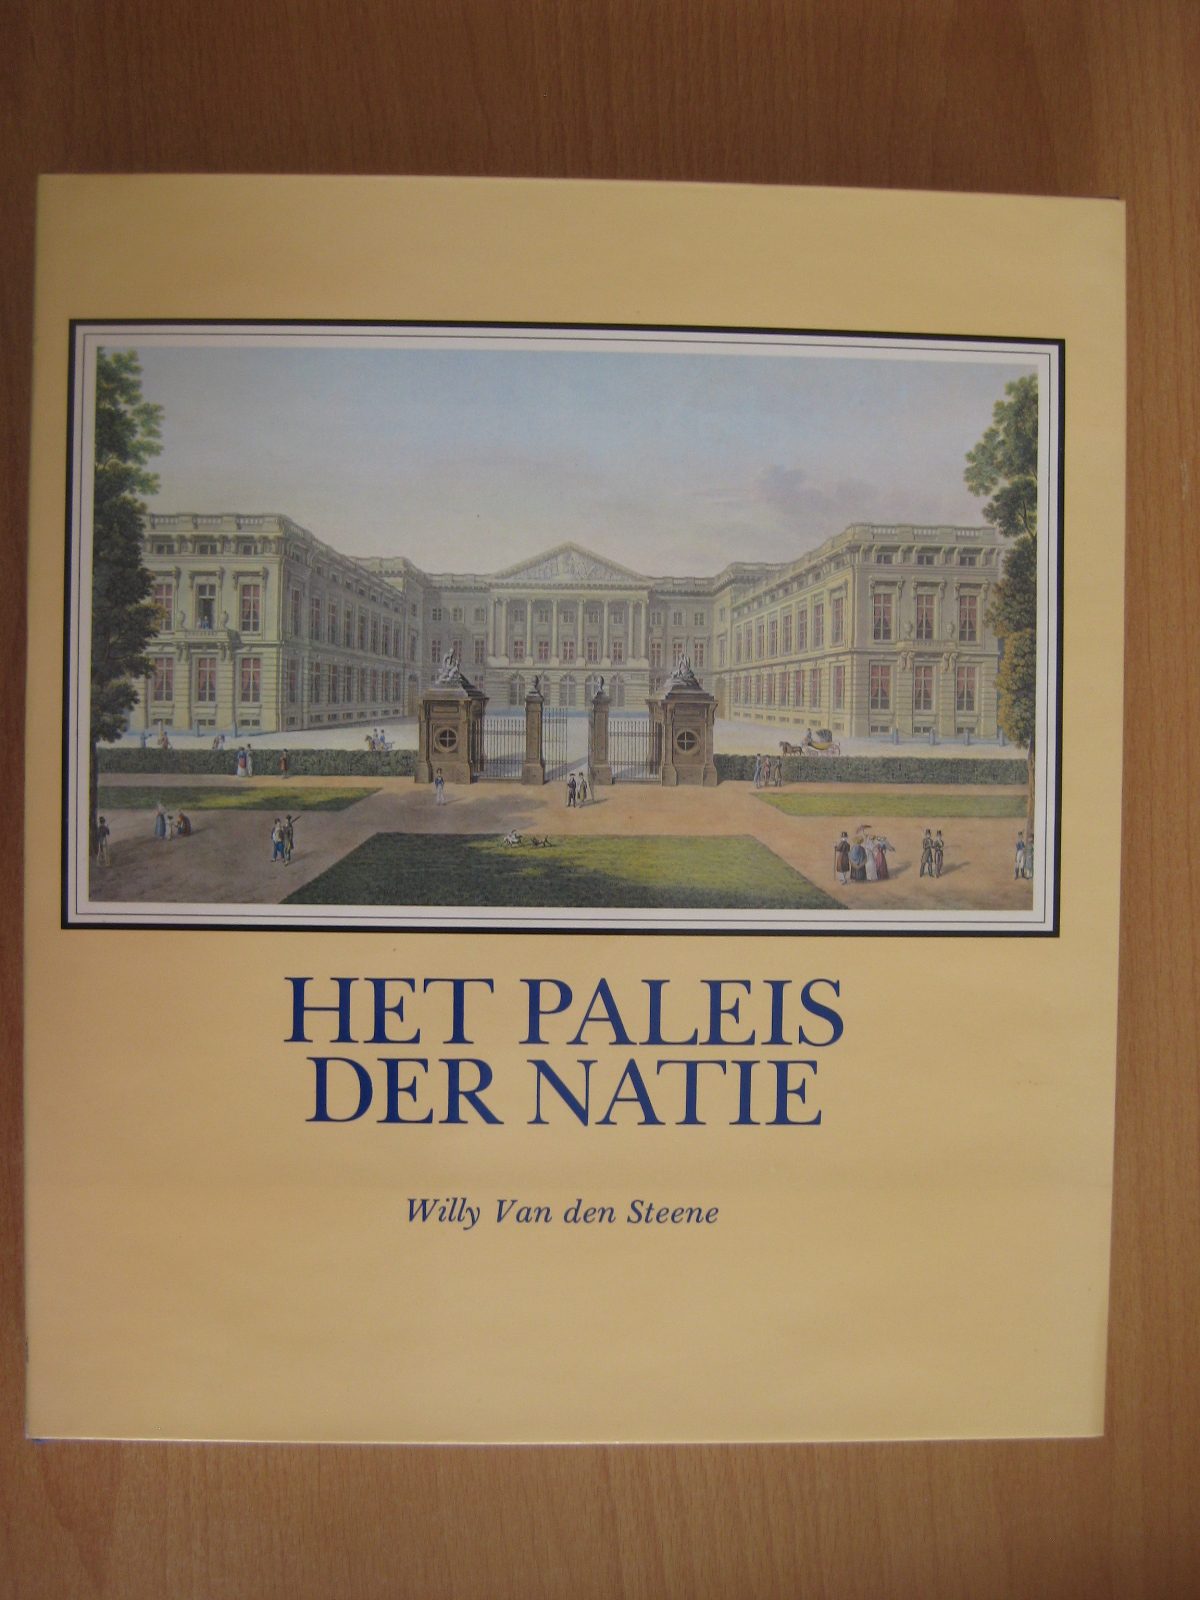 HET PALEIS
DER NATIE
Willy Van den Steene